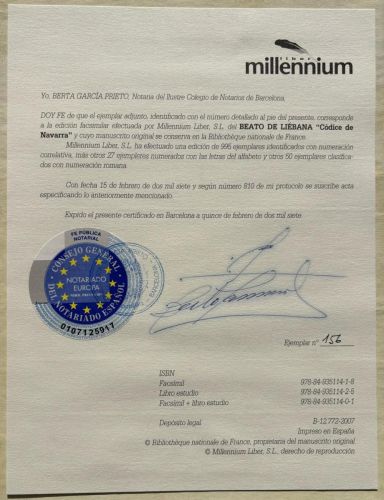 liber
millennium
Yo, BERTA GARCÍA PRIETO, Notaria del Ilustre Colegio de Notarios de Barcelona,
DOY FE de que el ejemplar adjunto, identificado con el número detallado al pie del presente, corresponde
a la edición facsimilar efectuada por Millennium Liber, S.L. del BEATO DE LIÉBANA "Códice de
Navarra" y cuyo manuscrito original se conserva en la Bibliothèque nationale de France.
Millennium Liber, S.L. ha efectuado una edición de 995 ejemplares identificados con numeración
correlativa, más otros 27 ejemplares numerados con las letras del alfabeto y otros 50 ejemplares clasifica-
dos con numeración romana.
Con fecha 15 de febrero de dos mil siete y según número 810 de mi protocolo se suscribe acta
especificando lo anteriormente mencionado.
Expido el presente certificado en Barcelona a quince de febrero de dos mil siete
FE PÚBLICA
NOTARIAL
CONSEJO GENERAL
DEL NOTARIADO ESPAÑOL
NOTARIADO
EUROPA
0107125917
Ejemplar nº 156
ISBN
Facsímil 978-84-935114-1-8
Libro estudio 978-84-935114-2-5
Facsímil + libro estudio 978-84-935114-0-1
Depósito legal B-12.772-2007
Impreso en España
© Bibliothèque nationale de France, propietaria del manuscrito original
© Millennium Liber, S.L., derecho de reproducción